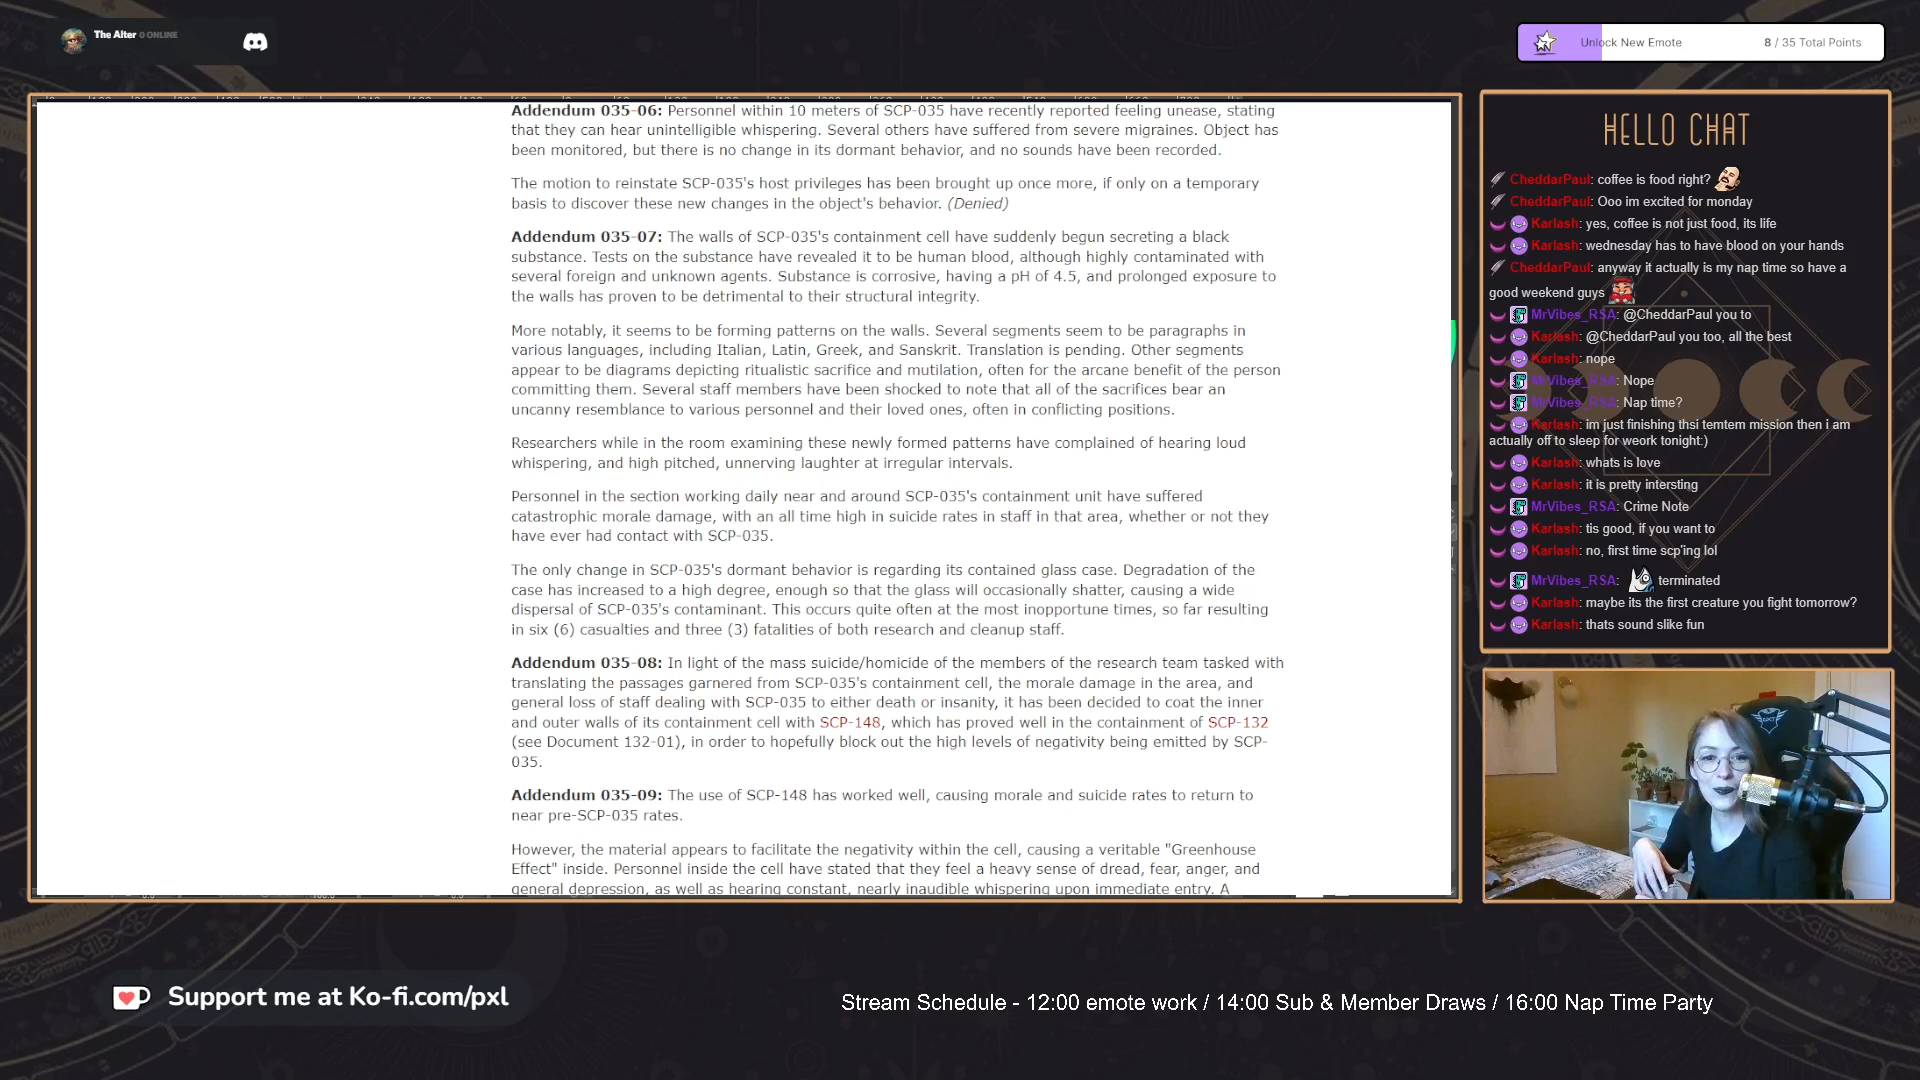 The Alter 0 ONLINE
Unlock New Emote
8 / 35 Total Points
Addendum 035-06: Personnel within 10 meters of SCP-035 have recently reported feeling unease, stating
that they can hear unintelligible whispering. Several others have suffered from severe migraines. Object has
been monitored, but there is no change in its dormant behavior, and no sounds have been recorded.
The motion to reinstate SCP-035's host privileges has been brought up once more, if only on a temporary
basis to discover these new changes in the object's behavior. (Denied)
Addendum 035-07: The walls of SCP-035's containment cell have suddenly begun secreting a black
substance. Tests on the substance have revealed it to be human blood, although highly contaminated with
several foreign and unknown agents. Substance is corrosive, having a pH of 4.5, and prolonged exposure to
the walls has proven to be detrimental to their structural integrity.
More notably, it seems to be forming patterns on the walls. Several segments seem to be paragraphs in
various languages, including Italian, Latin, Greek, and Sanskrit. Translation is pending. Other segments
appear to be diagrams depicting ritualistic sacrifice and mutilation, often for the arcane benefit of the person
committing them. Several staff members have been shocked to note that all of the sacrifices bear an
uncanny resemblance to various personnel and their loved ones, often in conflicting positions.
Researchers while in the room examining these newly formed patterns have complained of hearing loud
whispering, and high pitched, unnerving laughter at irregular intervals.
Personnel in the section working daily near and around SCP-035's containment unit have suffered
catastrophic morale damage, with an all time high in suicide rates in staff in that area, whether or not they
have ever had contact with SCP-035.
The only change in SCP-035's dormant behavior is regarding its contained glass case. Degradation of the
case has increased to a high degree, enough so that the glass will occasionally shatter, causing a wide
dispersal of SCP-035's contaminant. This occurs quite often at the most inopportune times, so far resulting
in six (6) casualties and three (3) fatalities of both research and cleanup staff.
Addendum 035-08: In light of the mass suicide/homicide of the members of the research team tasked with
translating the passages garnered from SCP-035's containment cell, the morale damage in the area, and
general loss of staff dealing with SCP-035 to either death or insanity, it has been decided to coat the inner
and outer walls of its containment cell with SCP-148, which has proved well in the containment of SCP-132
(see Document 132-01), in order to hopefully block out the high levels of negativity being emitted by SCP-
035.
Addendum 035-09: The use of SCP-148 has worked well, causing morale and suicide rates to return to
near pre-SCP-035 rates.
However, the material appears to facilitate the negativity within the cell, causing a veritable "Greenhouse
Effect" inside. Personnel inside the cell have stated that they feel a heavy sense of dread, fear, anger, and
general depression, as well as hearing constant, nearly inaudible whispering upon immediate entry. A
HELLO CHAT
CheddarPaul: coffee is food right?
CheddarPaul: Ooo im excited for monday
Karlash: yes, coffee is not just food, its life
Karlash: wednesday has to have blood on your hands
CheddarPaul: anyway it actually is my nap time so have a
good weekend guys
MrVibes_RSA: @CheddarPaul you to
Karlash: @CheddarPaul you too, all the best
Karlash: nope
MrVibes_RSA: Nope
MrVibes_RSA: Nap time?
Karlash: im just finishing thsi temtem mission then i am
actually off to sleep for weork tonight:)
Karlash: whats is love
Karlash: it is pretty intersting
MrVibes_RSA: Crime Note
Karlash: tis good, if you want to
Karlash: no, first time scp'ing lol
MrVibes_RSA: terminated
Karlash: maybe its the first creature you fight tomorrow?
Karlash: thats sound slike fun
Support me at Ko-fi.com/pxl
Stream Schedule - 12:00 emote work / 14:00 Sub & Member Draws / 16:00 Nap Time Party